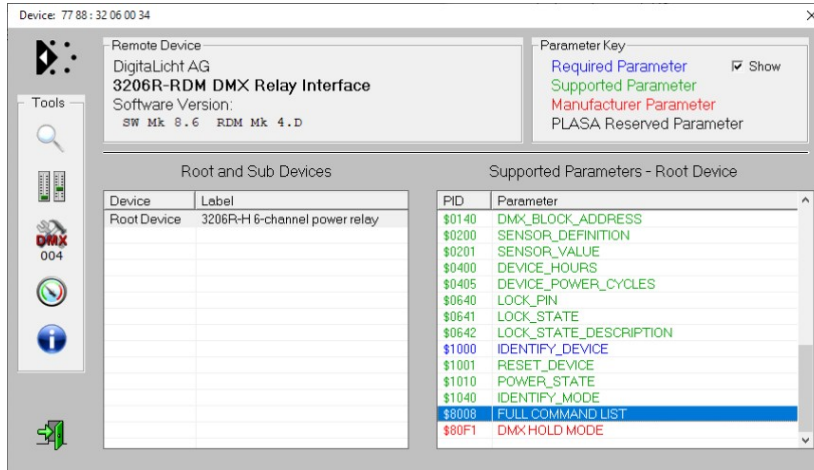 Device: 77 88 : 32 06 00 34
Remote Device
DigitaLicht AG
3206R-RDM DMX Relay Interface
Software Version:
SW Mk 8.6 RDM Mk 4.D
Parameter Key
Required Parameter
Show
Supported Parameter
Manufacturer Parameter
PLASA Reserved Parameter
Tools
DMX
004
Root and Sub Devices
Device Label
Root Device 3206R-H 6-channel power relay
Supported Parameters - Root Device
PID Parameter
$0140 DMX_BLOCK_ADDRESS
$0200 SENSOR_DEFINITION
$0201 SENSOR_VALUE
$0400 DEVICE_HOURS
$0405 DEVICE_POWER_CYCLES
$0640 LOCK_PIN
$0641 LOCK_STATE
$0642 LOCK_STATE_DESCRIPTION
$1000 IDENTIFY_DEVICE
$1001 RESET_DEVICE
$1010 POWER_STATE
$1040 IDENTIFY_MODE
$8008 FULL COMMAND LIST
$80F1 DMX HOLD MODE